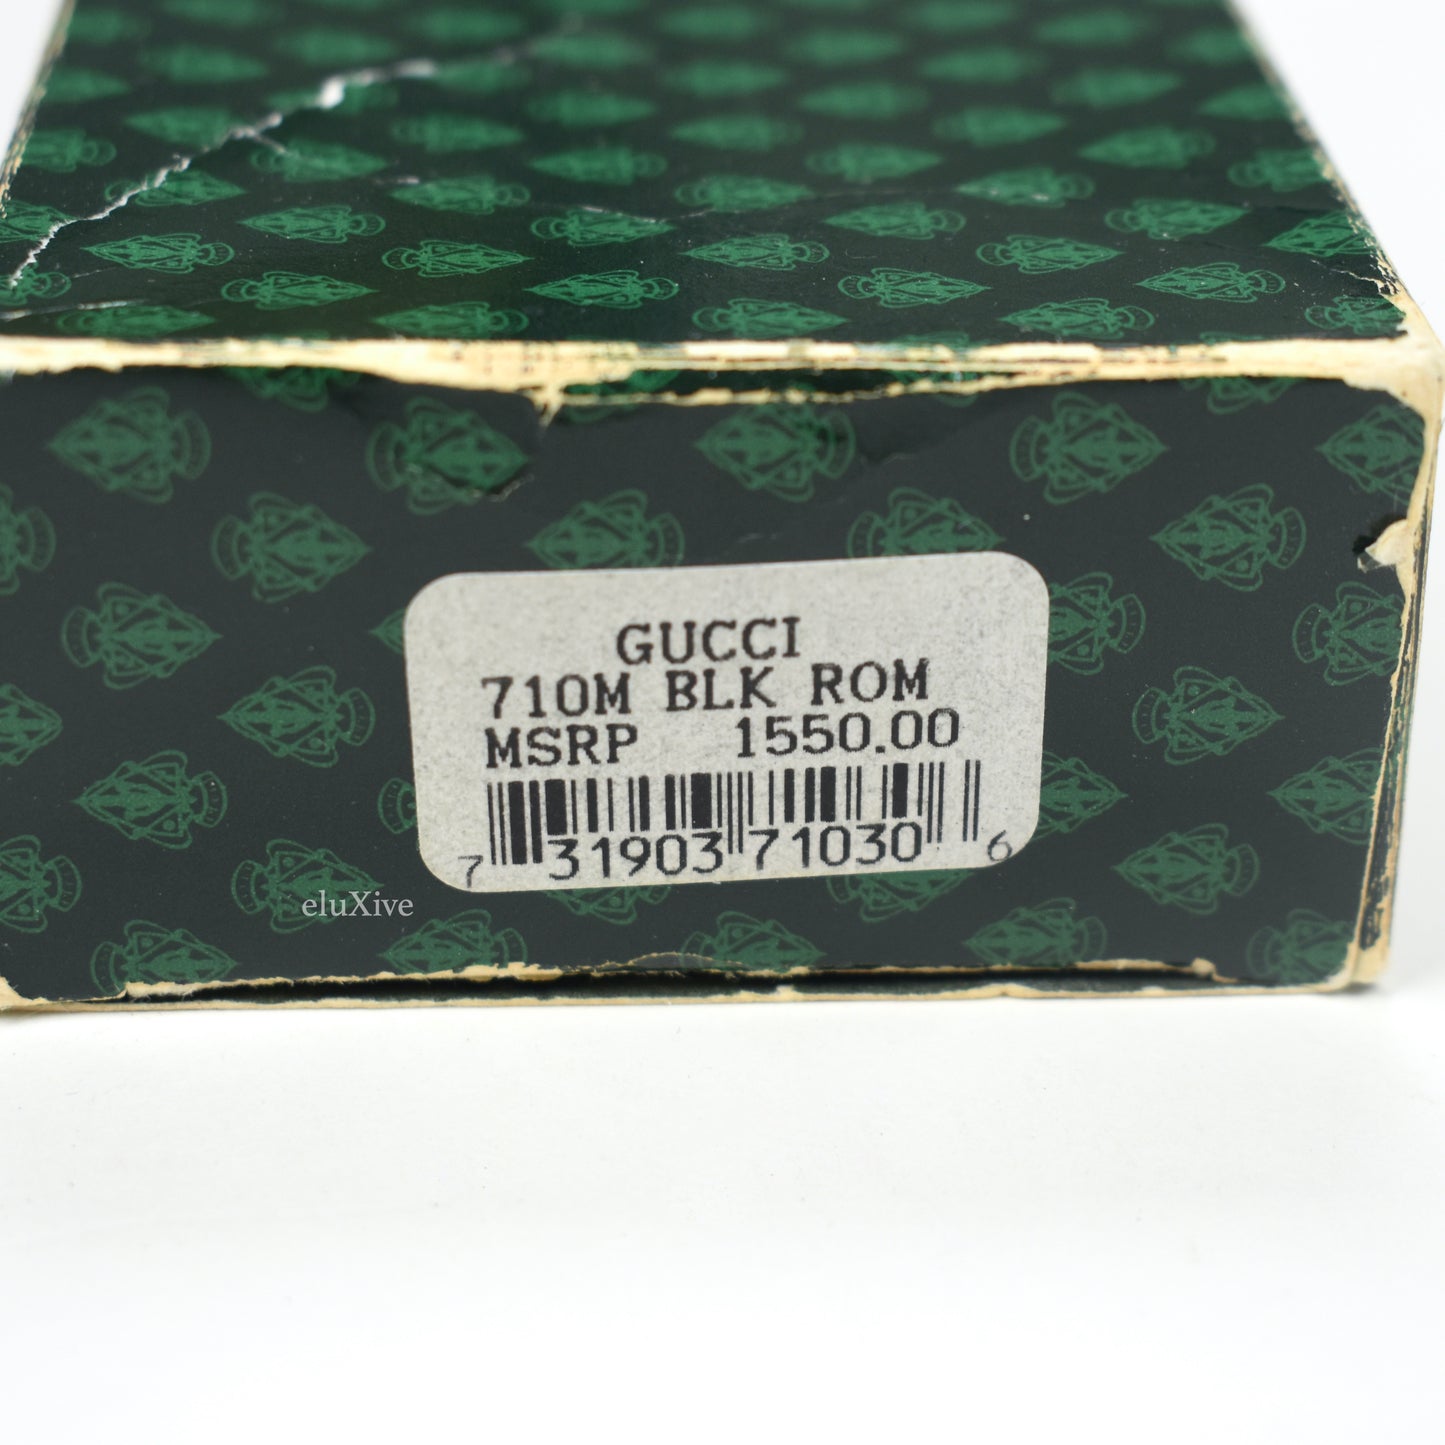 GUCCI
710M BLK ROM
MSRP 1550.00
7 31903 71030 6
eluXive